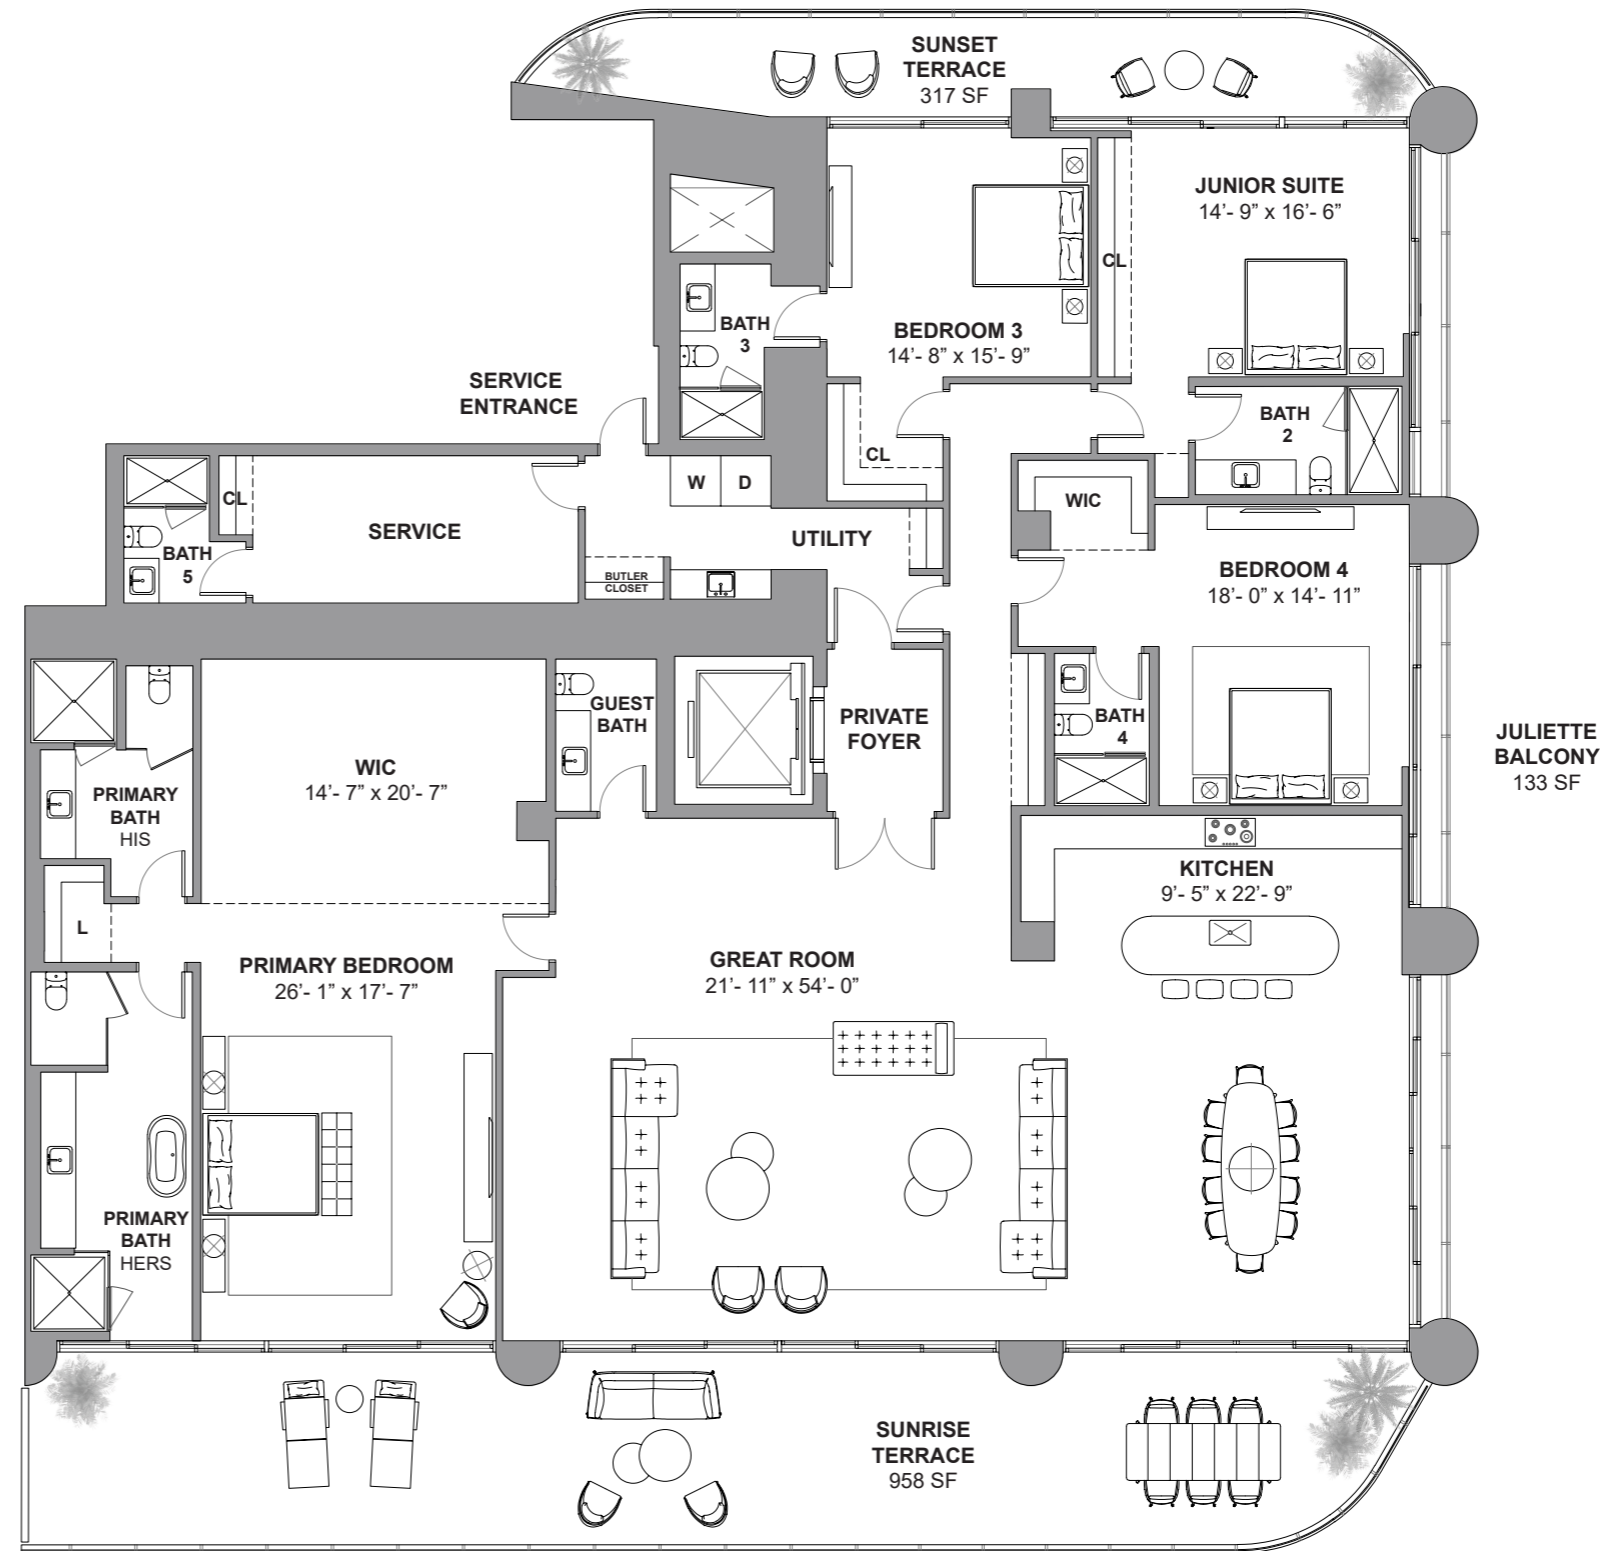 SUNSET
TERRACE
317 SF
JUNIOR SUITE
14’- 9” x 16’- 6”
CL
BATH
3
BEDROOM 3
14’- 8” x 15’- 9”
SERVICE
ENTRANCE
BATH
2
CL
W
D
CL
WIC
SERVICE
UTILITY
BATH
5
BUTLER
CLOSET
BEDROOM 4
18’- 0” x 14’- 11”
GUEST
BATH
PRIVATE
FOYER
BATH
4
JULIETTE
BALCONY
133 SF
WIC
14’- 7” x 20’- 7”
PRIMARY
BATH
HIS
KITCHEN
9’- 5” x 22’- 9”
L
PRIMARY BEDROOM
26’- 1” x 17’- 7”
GREAT ROOM
21’- 11” x 54’- 0”
PRIMARY
BATH
HERS
SUNRISE
TERRACE
958 SF